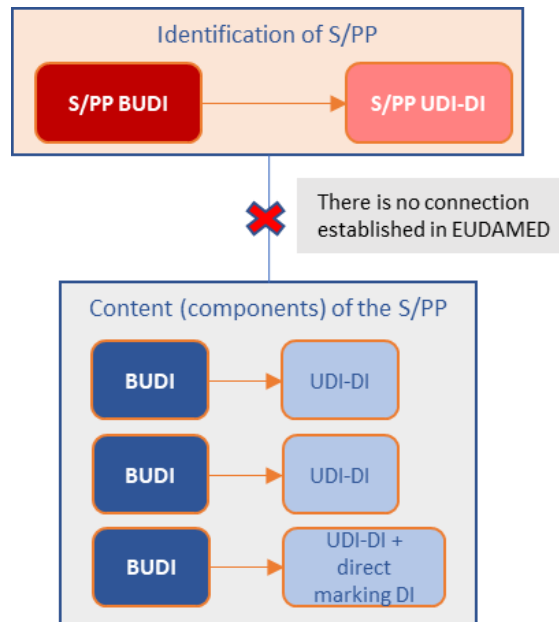 Identification of S/PP
S/PP BUDI
S/PP UDI-DI
There is no connection
established in EUDAMED
Content (components) of the S/PP
BUDI
UDI-DI
BUDI
UDI-DI
BUDI
UDI-DI +
direct
marking DI